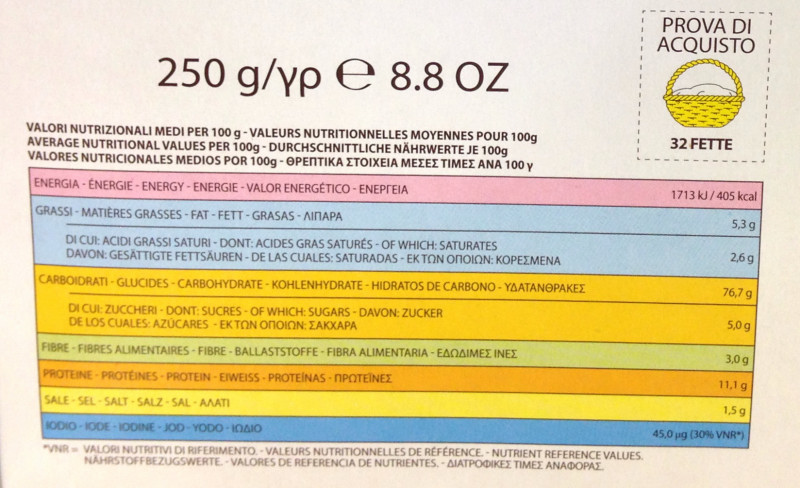 PROVA DI
ACQUISTO
32 FETTE
250 g/γρ ℮ 8.8 OZ
VALORI NUTRIZIONALI MEDI PER 100 g - VALEURS NUTRITIONNELLES MOYENNES POUR 100g
AVERAGE NUTRITIONAL VALUES PER 100g - DURCHSCHNITTLICHE NÄHRWERTE JE 100g
VALORES NUTRICIONALES MEDIOS POR 100g - ΘΡΕΠΤΙΚΑ ΣΤΟΙΧΕΙΑ ΜΕΣΕΣ ΤΙΜΕΣ ΑΝΑ 100 γ
ENERGIA - ÉNERGIE - ENERGY - ENERGIE - VALOR ENERGÉTICO - ΕΝΕΡΓΕΙΑ 1713 kJ / 405 kcal
GRASSI - MATIÈRES GRASSES - FAT - FETT - GRASAS - ΛΙΠΑΡΑ 5,3 g
DI CUI: ACIDI GRASSI SATURI - DONT: ACIDES GRAS SATURÉS - OF WHICH: SATURATES
DAVON: GESÄTTIGTE FETTSÄUREN - DE LAS CUALES: SATURADAS - ΕΚ ΤΩΝ ΟΠΟΙΩΝ: ΚΟΡΕΣΜΕΝΑ 2,6 g
CARBOIDRATI - GLUCIDES - CARBOHYDRATE - KOHLENHYDRATE - HIDRATOS DE CARBONO - ΥΔΑΤΑΝΘΡΑΚΕΣ 76,7 g
DI CUI: ZUCCHERI - DONT: SUCRES - OF WHICH: SUGARS - DAVON: ZUCKER
DE LOS CUALES: AZÚCARES - ΕΚ ΤΩΝ ΟΠΟΙΩΝ: ΣΑΚΧΑΡΑ 5,0 g
FIBRE - FIBRES ALIMENTAIRES - FIBRE - BALLASTSTOFFE - FIBRA ALIMENTARIA - ΕΔΩΔΙΜΕΣ ΙΝΕΣ 3,0 g
PROTEINE - PROTÉINES - PROTEIN - EIWEISS - PROTEÍNAS - ΠΡΩΤΕΪΝΕΣ 11,1 g
SALE - SEL - SALT - SALZ - SAL - ΑΛΑΤΙ 1,5 g
IODIO - IODE - IODINE - JOD - YODO - ΙΩΔΙΟ 45,0 µg (30% VNR*)
*VNR = VALORI NUTRITIVI DI RIFERIMENTO. - VALEURS NUTRITIONNELLES DE RÉFÉRENCE. - NUTRIENT REFERENCE VALUES.
NÄHRSTOFFBEZUGSWERTE. - VALORES DE REFERENCIA DE NUTRIENTES. - ΔΙΑΤΡΟΦΙΚΕΣ ΤΙΜΕΣ ΑΝΑΦΟΡΑΣ.